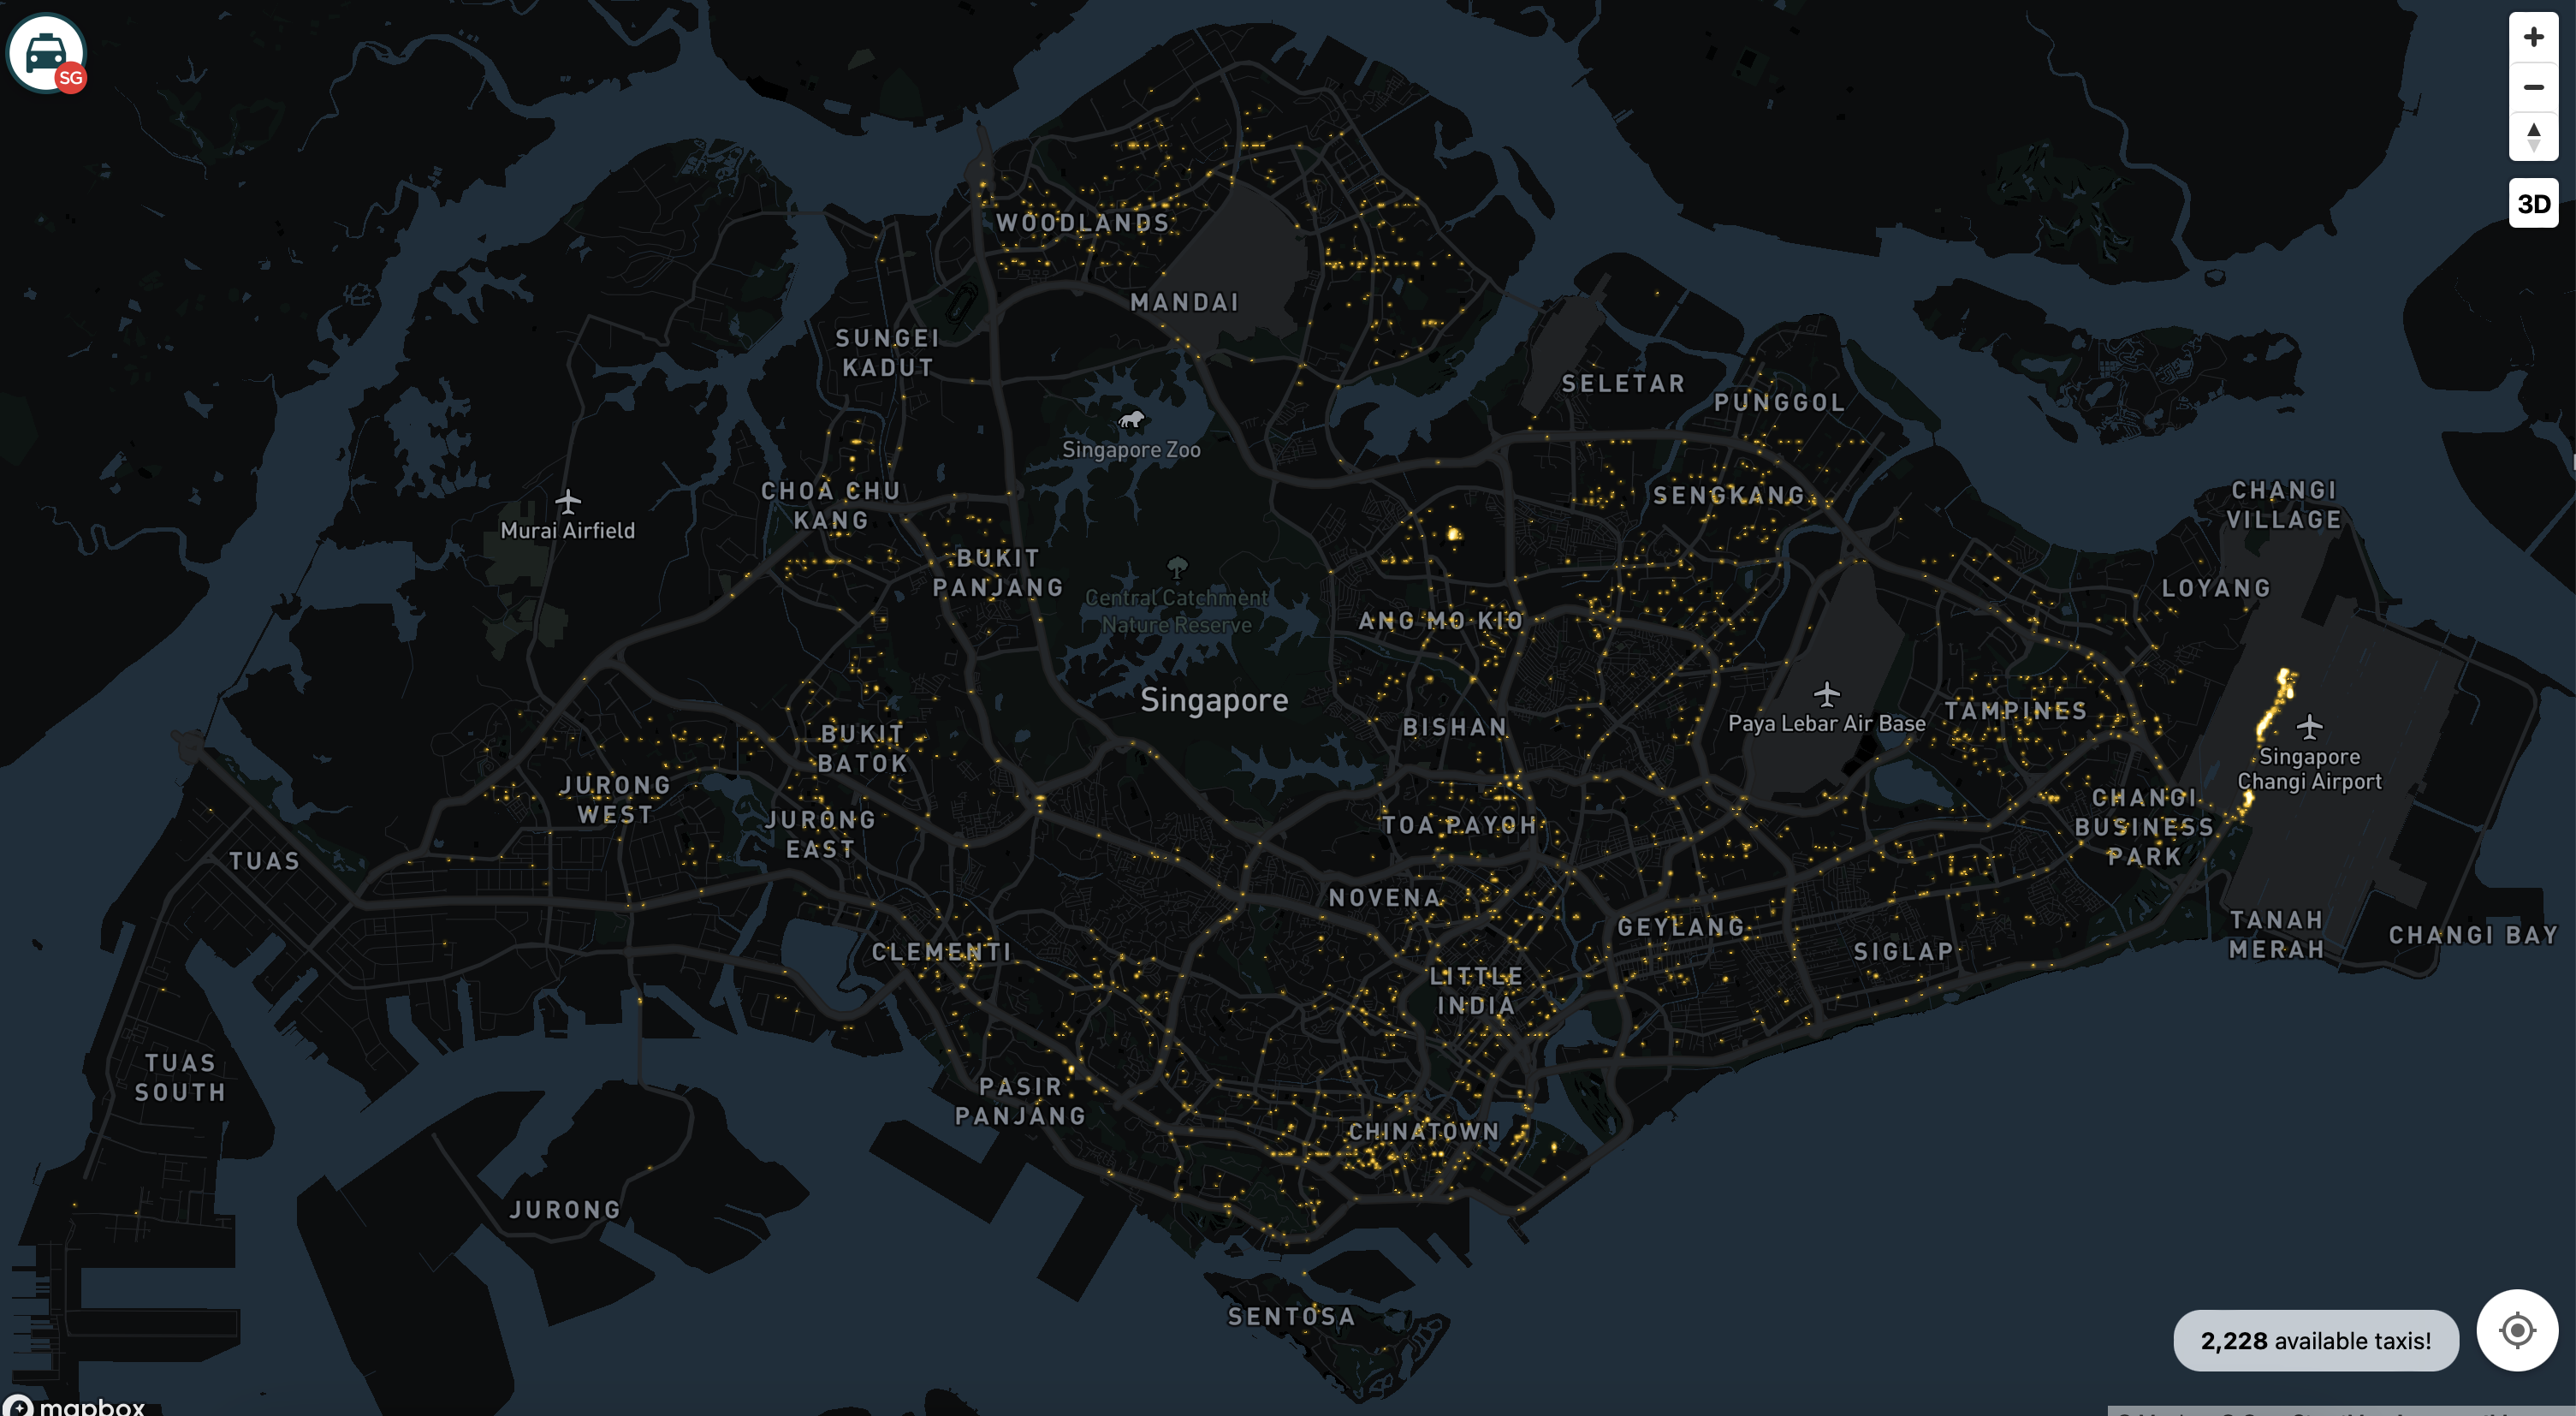 SG
+
−
3D
WOODLANDS
MANDAI
SUNGEI
KADUT
SELETAR
PUNGGOL
Singapore Zoo
CHOA CHU
KANG
SENGKANG
CHANGI
VILLAGE
Murai Airfield
BUKIT
PANJANG
LOYANG
Central Catchment
Nature Reserve
ANG MO KIO
Singapore
BISHAN
Paya Lebar Air Base
TAMPINES
BUKIT
BATOK
Singapore
Changi Airport
JURONG
WEST
JURONG
EAST
TOA PAYOH
CHANGI
BUSINESS
PARK
TUAS
NOVENA
GEYLANG
TANAH
MERAH
CHANGI BAY
CLEMENTI
SIGLAP
LITTLE
INDIA
TUAS
SOUTH
PASIR
PANJANG
CHINATOWN
JURONG
SENTOSA
2,228 available taxis!
mapbox